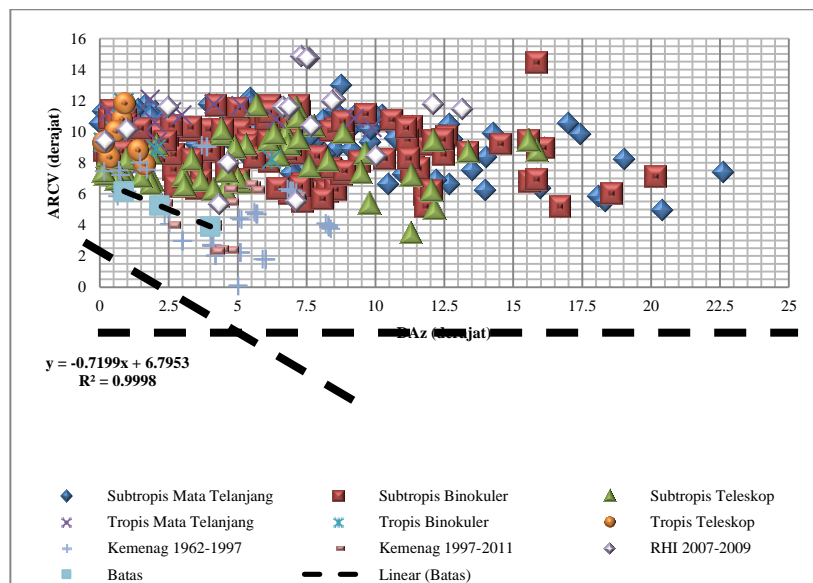 16
14
12
10
8
6
4
2
0
ARCV (derajat)
0 2.5 5 7.5 10 12.5 15 17.5 20 22.5 25
DAz (derajat)
y = -0.7199x + 6.7953
R² = 0.9998
Subtropis Mata Telanjang Subtropis Binokuler Subtropis Teleskop
Tropis Mata Telanjang Tropis Binokuler Tropis Teleskop
Kemenag 1962-1997 Kemenag 1997-2011 RHI 2007-2009
Batas Linear (Batas)